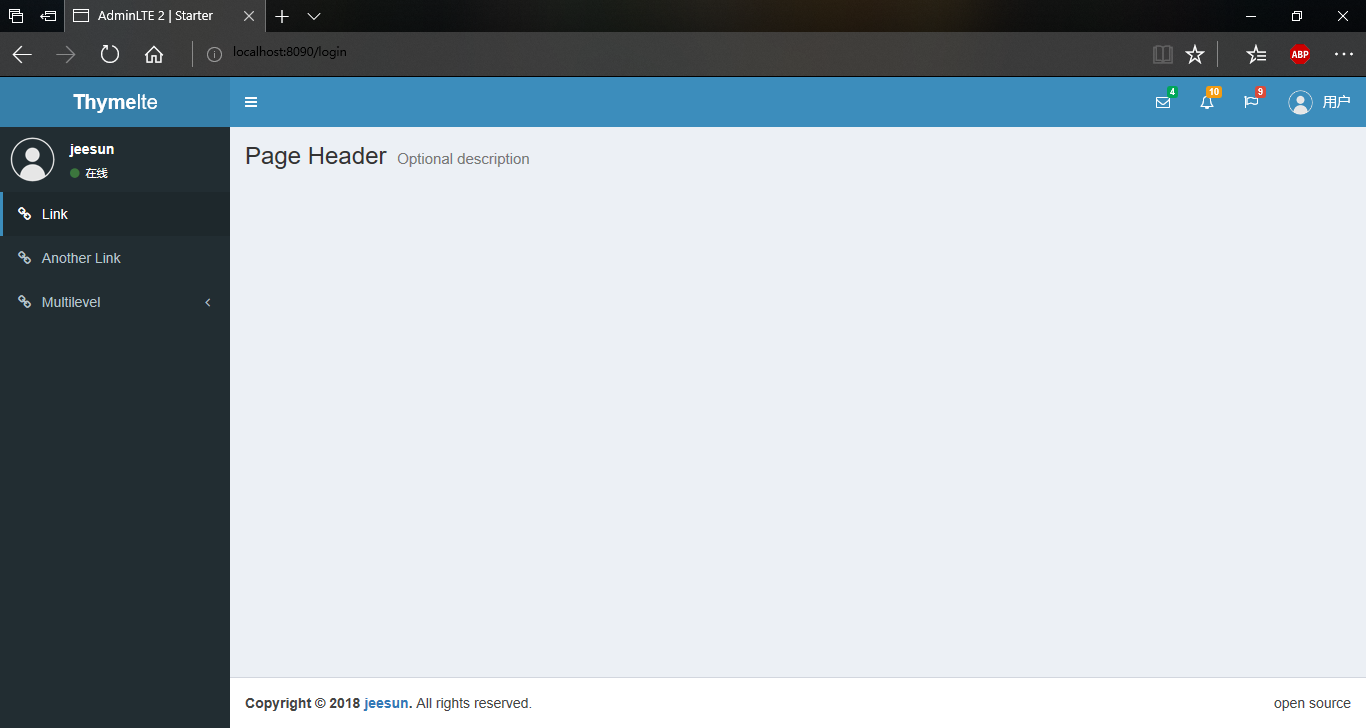 AdminLTE 2 | Starter
localhost:8090/login
ABP
Thymelte
4
10
9
用户
jeesun
在线
Page Header Optional description
Link
Another Link
Multilevel
Copyright © 2018 jeesun. All rights reserved.
open source